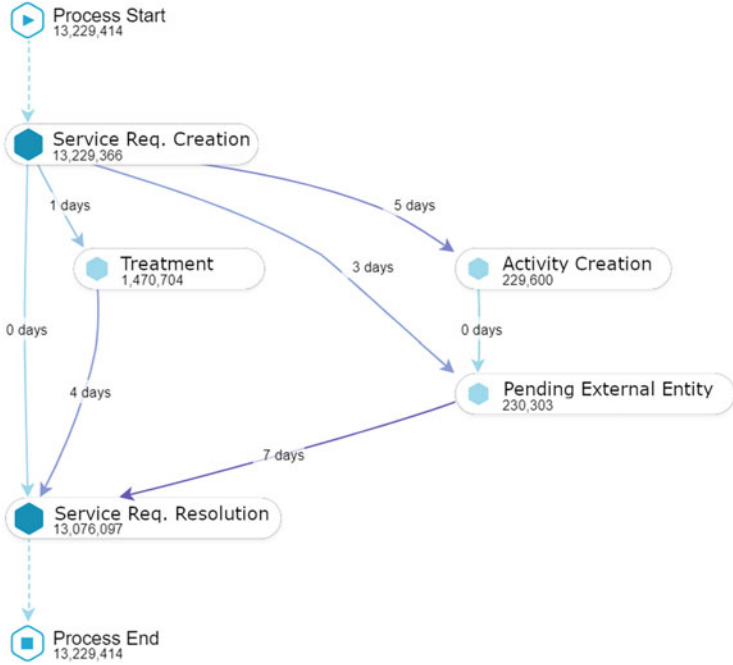 Process Start
13,229,414
Service Req. Creation
13,229,366
1 days
5 days
3 days
Treatment
1,470,704
Activity Creation
229,600
0 days
0 days
4 days
Pending External Entity
230,303
7 days
Service Req. Resolution
13,076,097
Process End
13,229,414